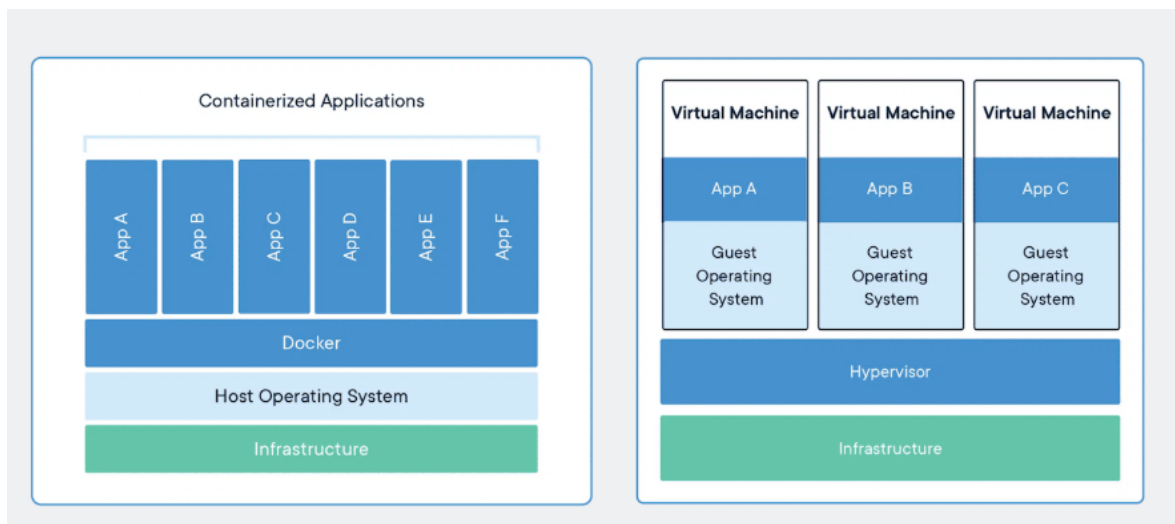 Containerized Applications
App A
App B
App C
App D
App E
App F
Docker
Host Operating System
Infrastructure
Virtual Machine
App A
Guest
Operating
System
Virtual Machine
App B
Guest
Operating
System
Virtual Machine
App C
Guest
Operating
System
Hypervisor
Infrastructure